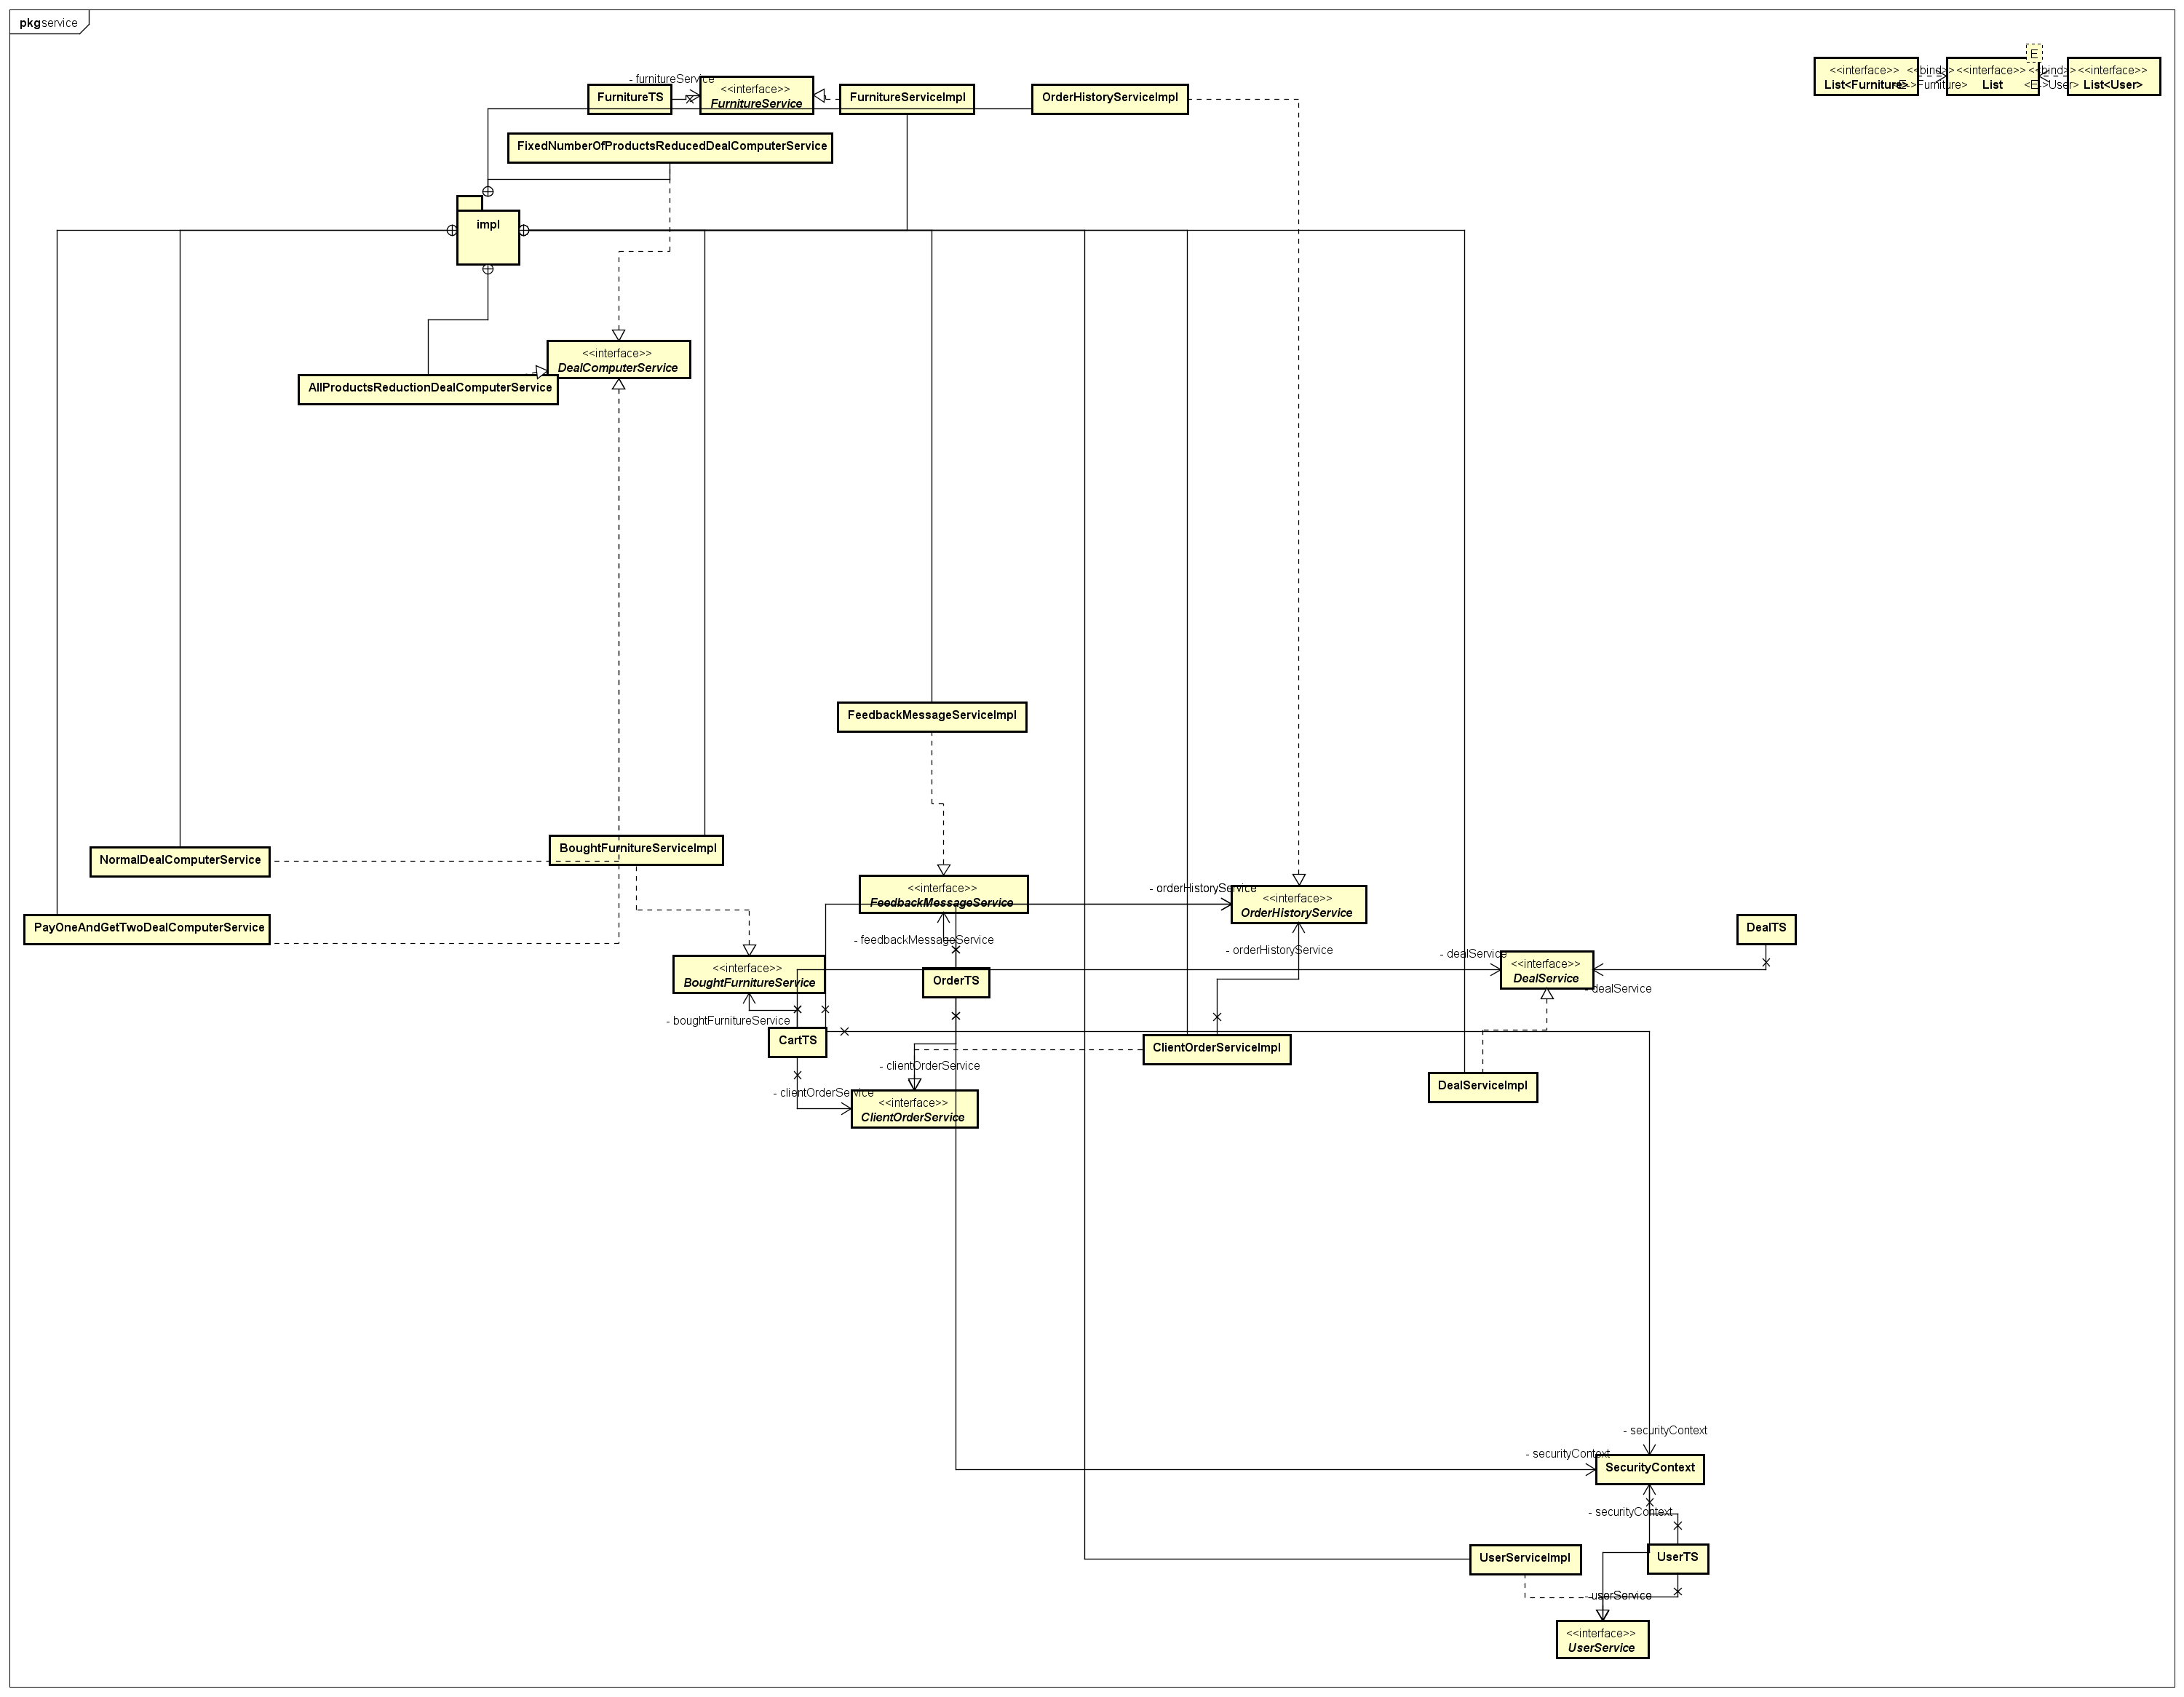 pkg service
E
- furnitureService
<<interface>>
FurnitureService
FurnitureTS
FurnitureServiceImpl
OrderHistoryServiceImpl
<<interface>>
List<Furniture>
<<bind>>
<E->Furniture>
<<interface>>
List
<<bind>>
<E->User>
<<interface>>
List<User>
FixedNumberOfProductsReducedDealComputerService
impl
<<interface>>
DealComputerService
AllProductsReductionDealComputerService
FeedbackMessageServiceImpl
NormalDealComputerService
BoughtFurnitureServiceImpl
<<interface>>
FeedbackMessageService
- orderHistoryService
<<interface>>
OrderHistoryService
PayOneAndGetTwoDealComputerService
DealTS
- feedbackMessageService
- orderHistoryService
- dealService
<<interface>>
BoughtFurnitureService
OrderTS
<<interface>>
DealService
- dealService
- boughtFurnitureService
CartTS
ClientOrderServiceImpl
- clientOrderService
DealServiceImpl
- clientOrderService
<<interface>>
ClientOrderService
- securityContext
- securityContext
SecurityContext
- securityContext
UserServiceImpl
UserTS
- userService
<<interface>>
UserService